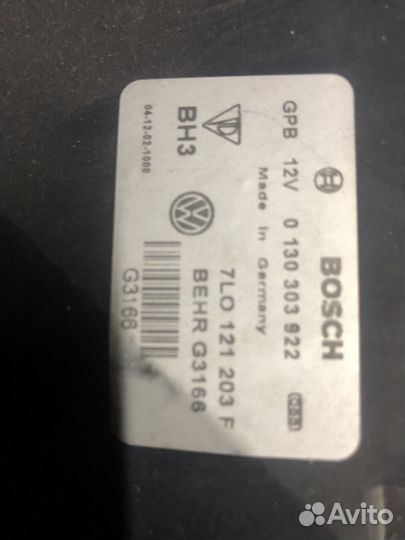 BOSCH
GPB 12V 0 130 303 922
Made in Germany
BH3
7L0 121 203 F
BEHR G3166
04-12-02-1000
G3166
Avito